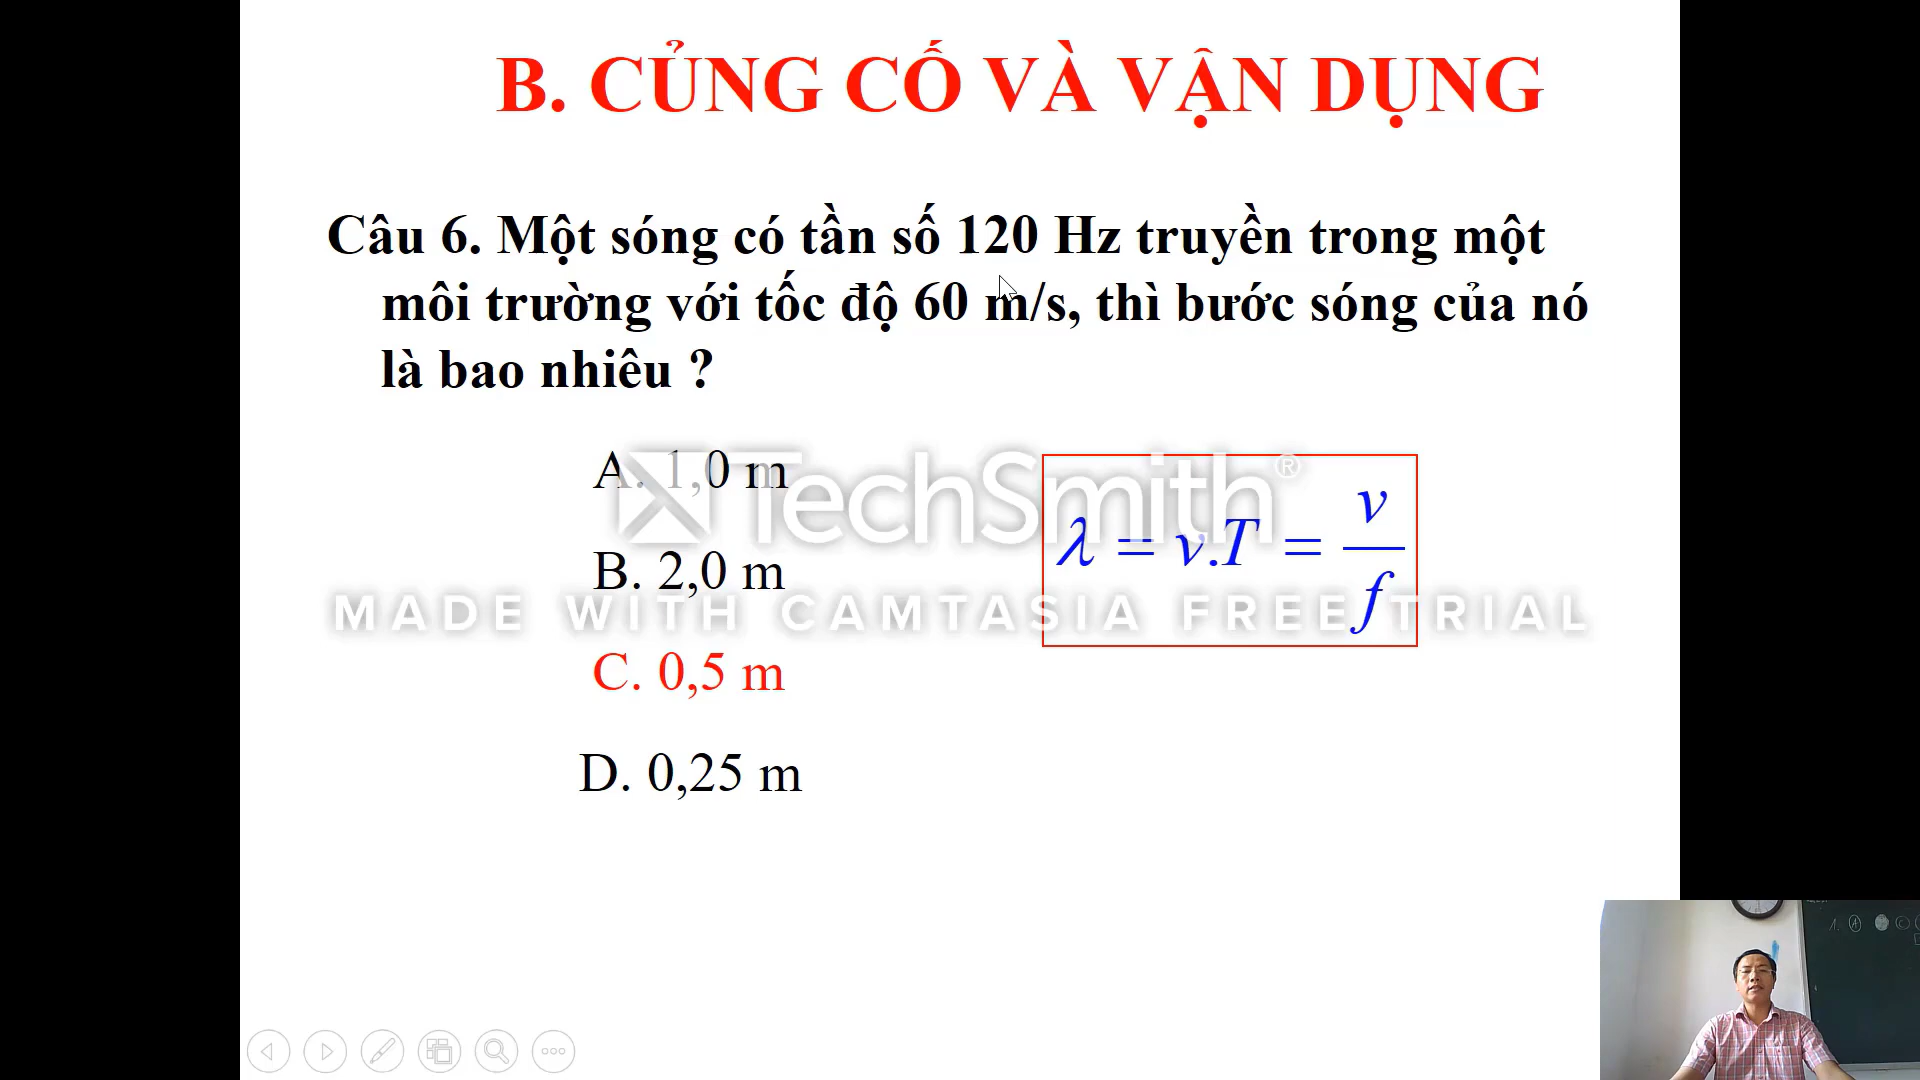 B. CỦNG CỐ VÀ VẬN DỤNG
Câu 6. Một sóng có tần số 120 Hz truyền trong một
môi trường với tốc độ 60 m/s, thì bước sóng của nó
là bao nhiêu ?
A. 1,0 m
TechSmith®
λ = v.T = v/f
B. 2,0 m
MADE WITH CAMTASIA FREE TRIAL
C. 0,5 m
D. 0,25 m